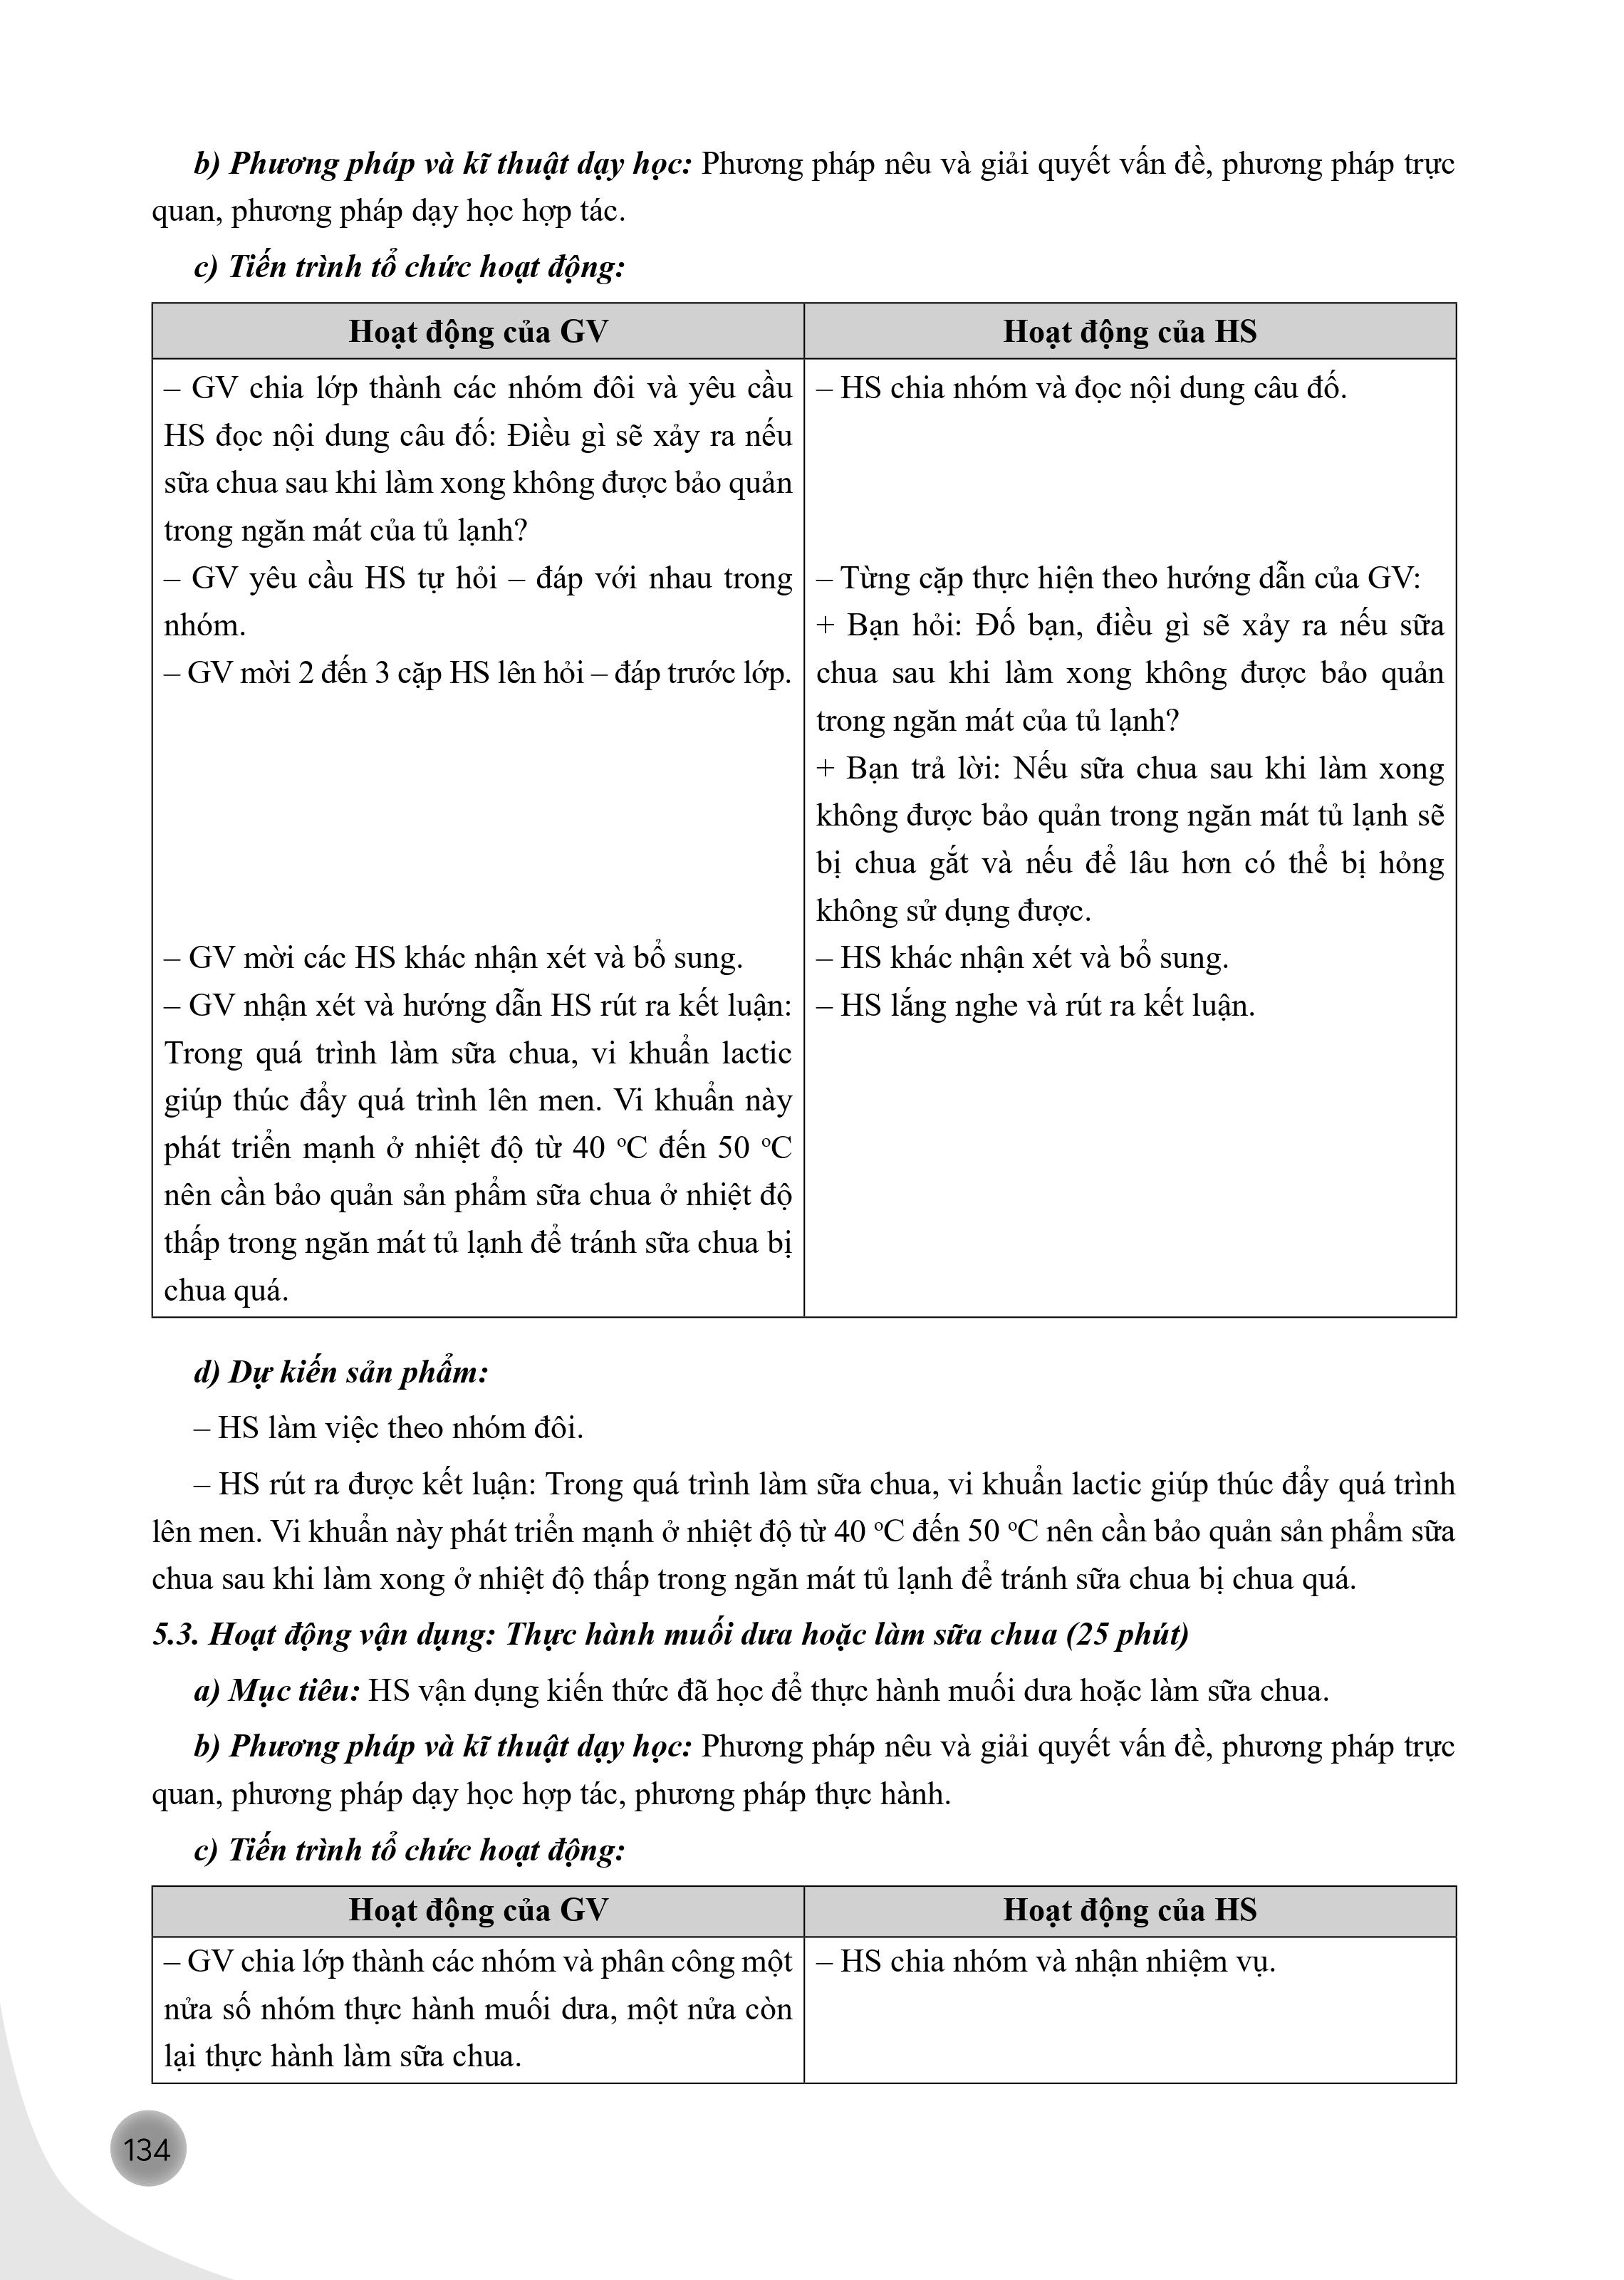 b) Phương pháp và kĩ thuật dạy học: Phương pháp nêu và giải quyết vấn đề, phương pháp trực
quan, phương pháp dạy học hợp tác.
c) Tiến trình tổ chức hoạt động:
Hoạt động của GV
– GV chia lớp thành các nhóm đôi và yêu cầu
HS đọc nội dung câu đố: Điều gì sẽ xảy ra nếu
sữa chua sau khi làm xong không được bảo quản
trong ngăn mát của tủ lạnh?
– GV yêu cầu HS tự hỏi – đáp với nhau trong
nhóm.
– GV mời 2 đến 3 cặp HS lên hỏi – đáp trước lớp.
– GV mời các HS khác nhận xét và bổ sung.
– GV nhận xét và hướng dẫn HS rút ra kết luận:
Trong quá trình làm sữa chua, vi khuẩn lactic
giúp thúc đẩy quá trình lên men. Vi khuẩn này
phát triển mạnh ở nhiệt độ từ 40 ºC đến 50 ºC
nên cần bảo quản sản phẩm sữa chua ở nhiệt độ
thấp trong ngăn mát tủ lạnh để tránh sữa chua bị
chua quá.
Hoạt động của HS
– HS chia nhóm và đọc nội dung câu đố.
– Từng cặp thực hiện theo hướng dẫn của GV:
+ Bạn hỏi: Đố bạn, điều gì sẽ xảy ra nếu sữa
chua sau khi làm xong không được bảo quản
trong ngăn mát của tủ lạnh?
+ Bạn trả lời: Nếu sữa chua sau khi làm xong
không được bảo quản trong ngăn mát tủ lạnh sẽ
bị chua gắt và nếu để lâu hơn có thể bị hỏng
không sử dụng được.
– HS khác nhận xét và bổ sung.
– HS lắng nghe và rút ra kết luận.
d) Dự kiến sản phẩm:
– HS làm việc theo nhóm đôi.
– HS rút ra được kết luận: Trong quá trình làm sữa chua, vi khuẩn lactic giúp thúc đẩy quá trình
lên men. Vi khuẩn này phát triển mạnh ở nhiệt độ từ 40 ºC đến 50 ºC nên cần bảo quản sản phẩm sữa
chua sau khi làm xong ở nhiệt độ thấp trong ngăn mát tủ lạnh để tránh sữa chua bị chua quá.
5.3. Hoạt động vận dụng: Thực hành muối dưa hoặc làm sữa chua (25 phút)
a) Mục tiêu: HS vận dụng kiến thức đã học để thực hành muối dưa hoặc làm sữa chua.
b) Phương pháp và kĩ thuật dạy học: Phương pháp nêu và giải quyết vấn đề, phương pháp trực
quan, phương pháp dạy học hợp tác, phương pháp thực hành.
c) Tiến trình tổ chức hoạt động:
Hoạt động của GV
– GV chia lớp thành các nhóm và phân công một
nửa số nhóm thực hành muối dưa, một nửa còn
lại thực hành làm sữa chua.
Hoạt động của HS
– HS chia nhóm và nhận nhiệm vụ.
134